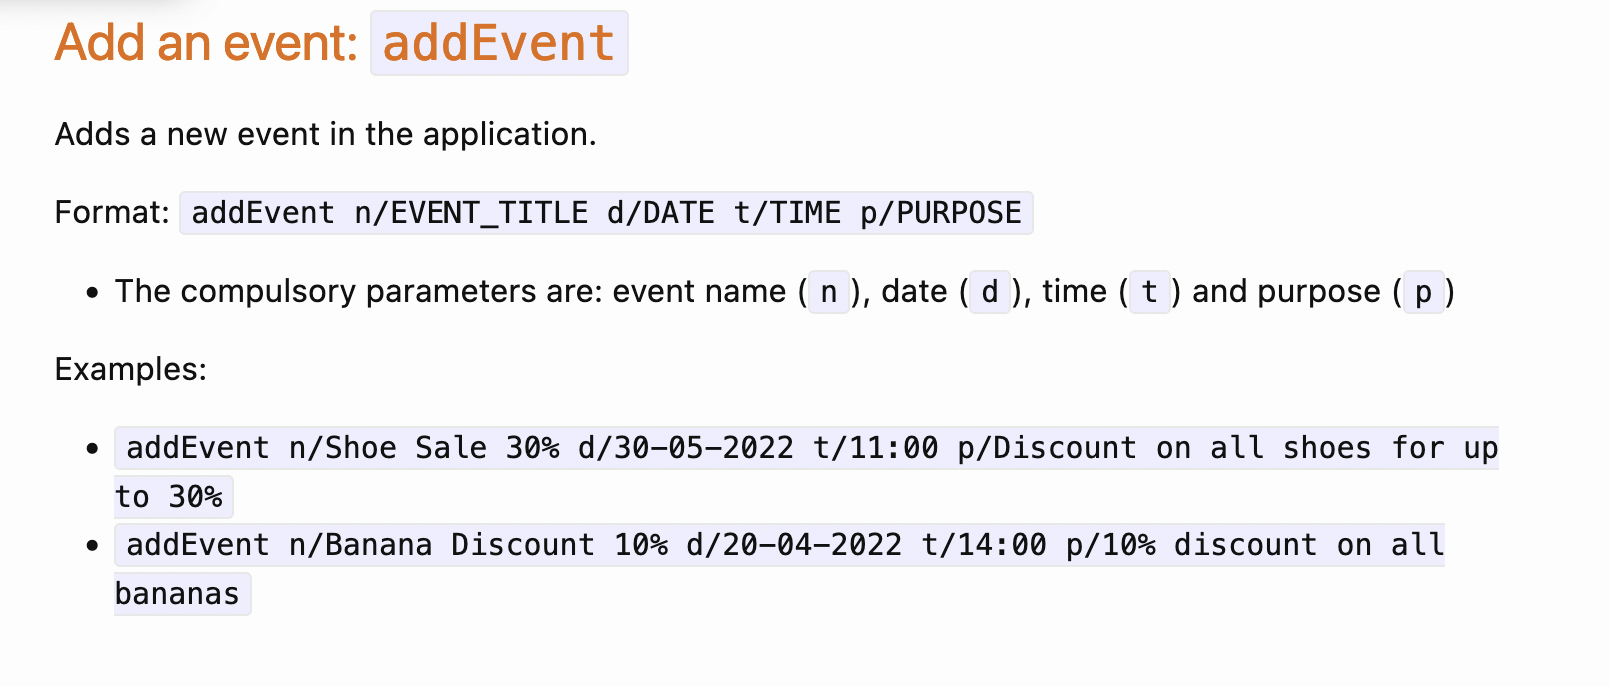 Add an event: addEvent
Adds a new event in the application.
Format: addEvent n/EVENT_TITLE d/DATE t/TIME p/PURPOSE
• The compulsory parameters are: event name ( n ), date ( d ), time ( t ) and purpose ( p )
Examples:
• addEvent n/Shoe Sale 30% d/30-05-2022 t/11:00 p/Discount on all shoes for up
to 30%
• addEvent n/Banana Discount 10% d/20-04-2022 t/14:00 p/10% discount on all
bananas